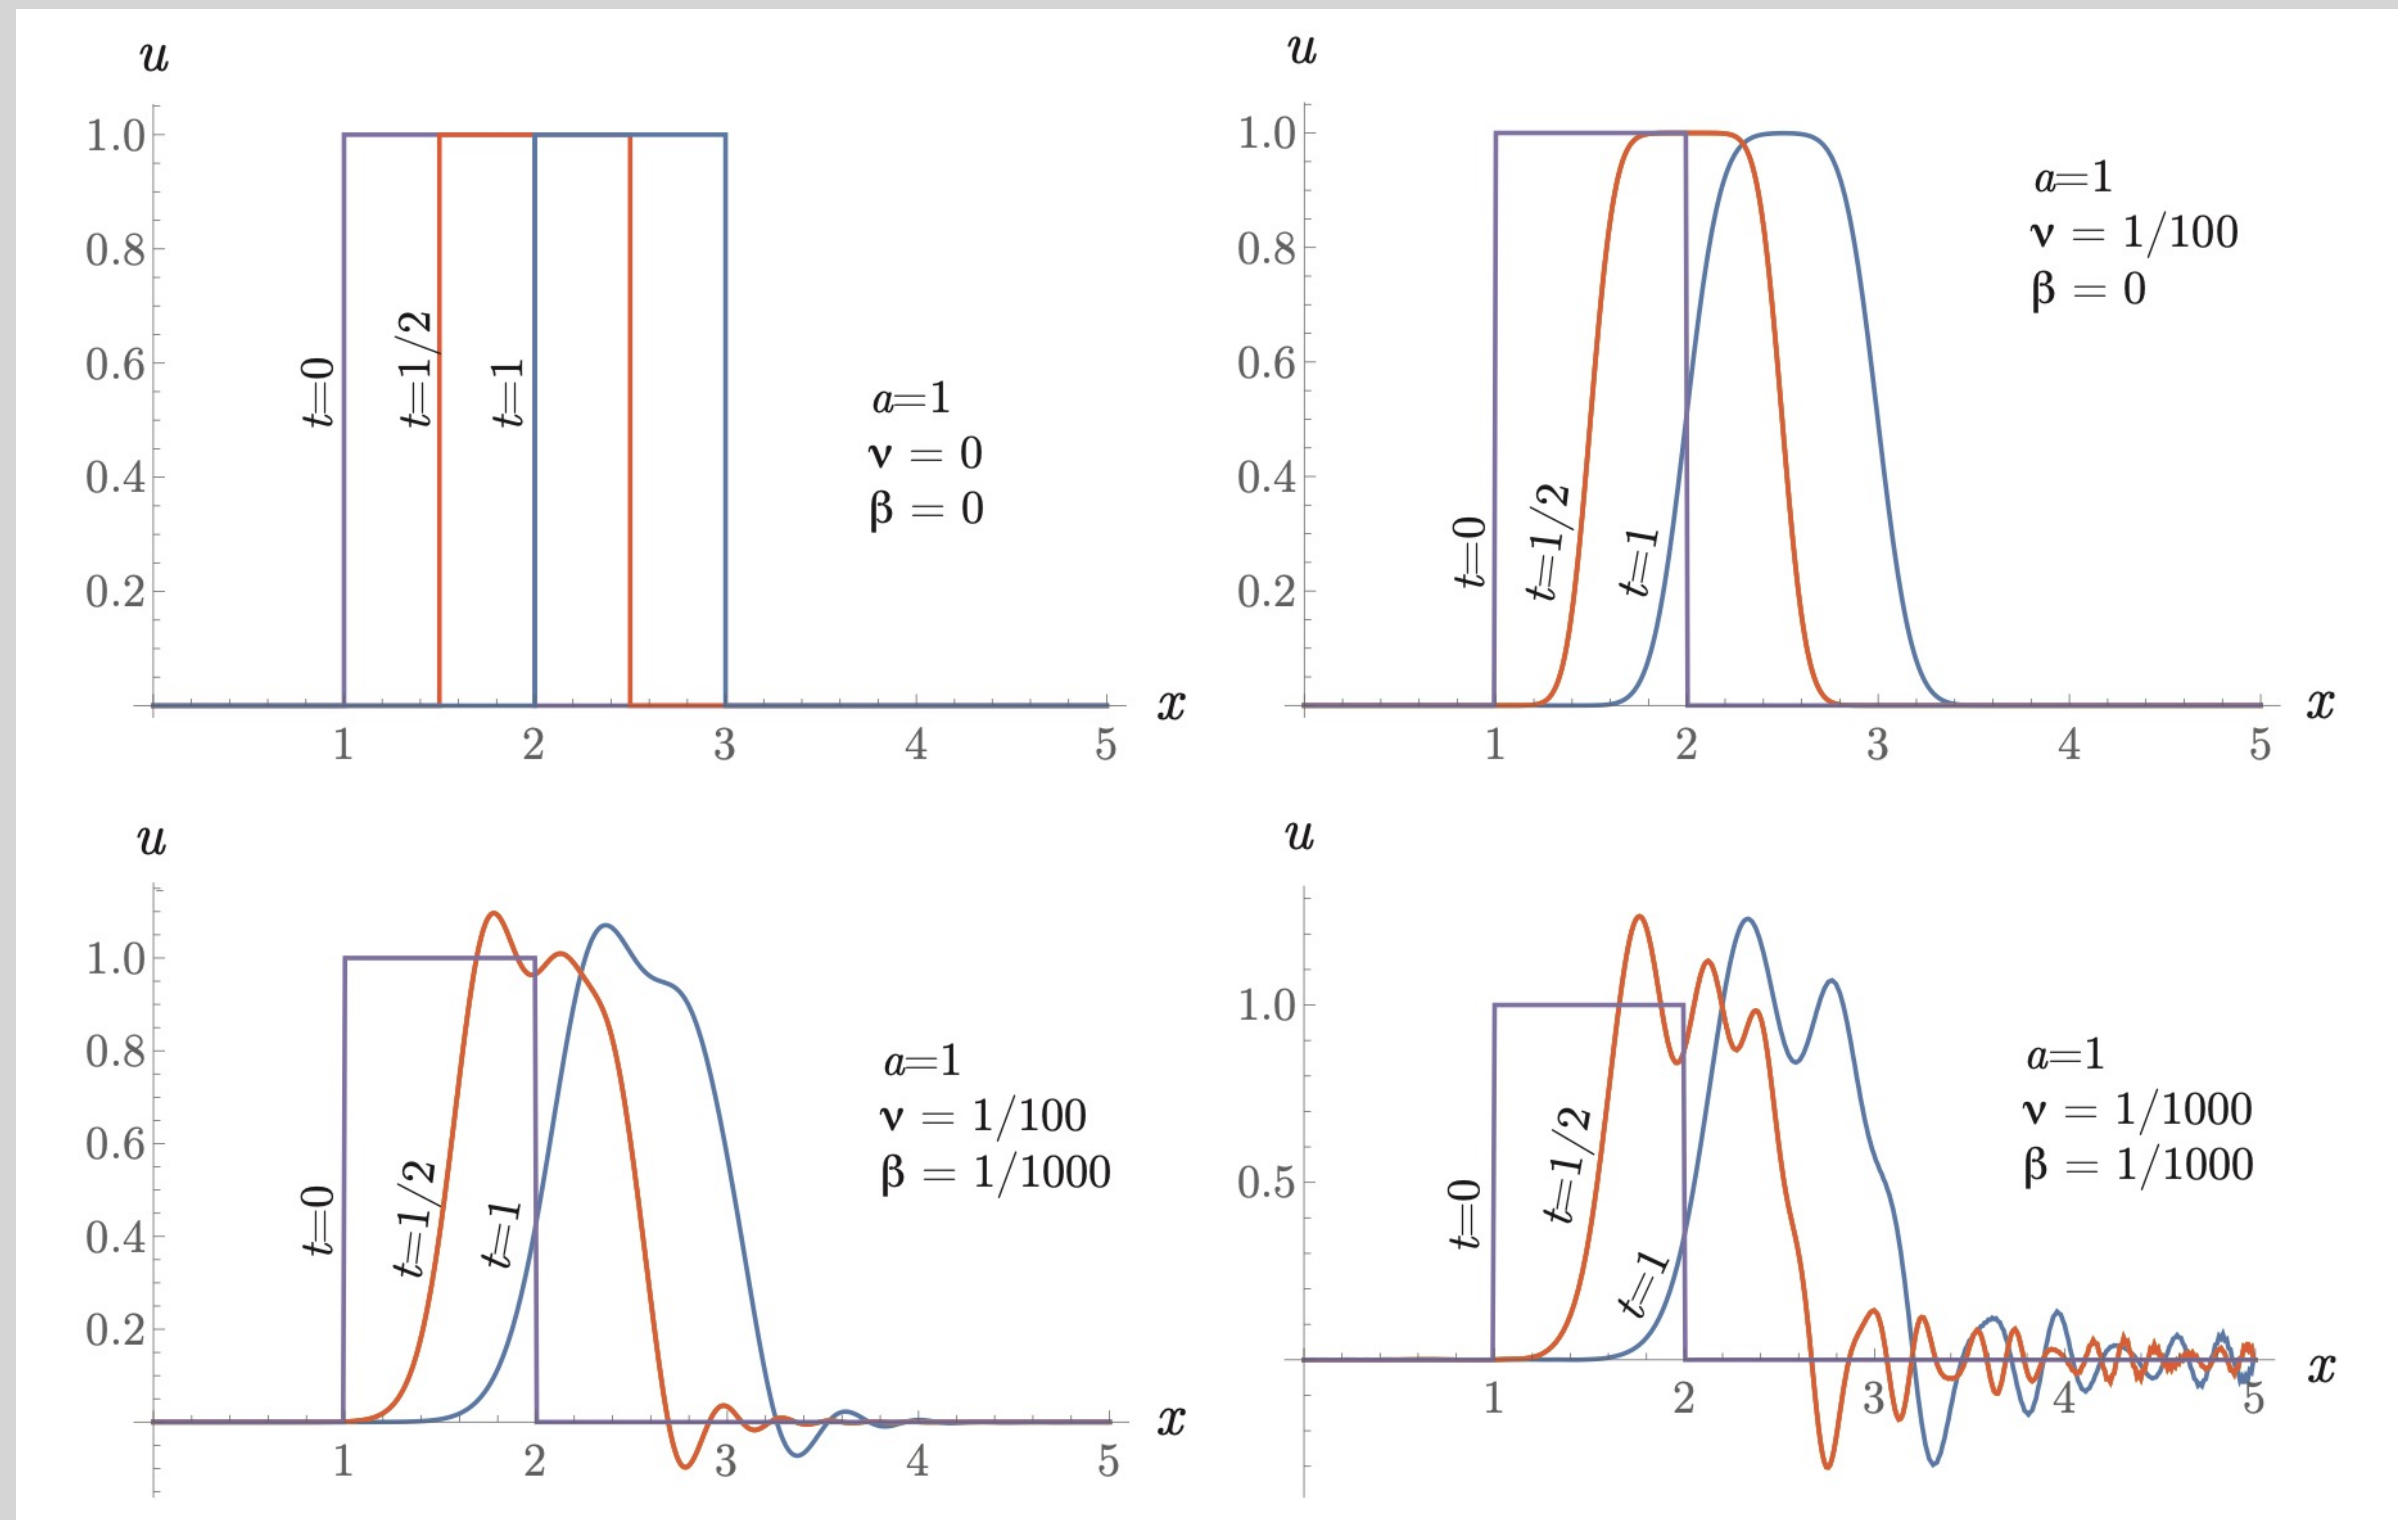 u
1.0
0.8
0.6
0.4
0.2
t=0
t=1/2
t=1
a=1
ν = 0
β = 0
1 2 3 4 5
x
u
1.0
0.8
0.6
0.4
0.2
t=0
t=1/2
t=1
a=1
ν = 1/100
β = 0
1 2 3 4 5
x
u
1.0
0.8
0.6
0.4
0.2
t=0
t=1/2
t=1
a=1
ν = 1/100
β = 1/1000
1 2 3 4 5
x
u
1.0
0.5
t=0
t=1/2
t=1
a=1
ν = 1/1000
β = 1/1000
1 2 3 4 5
x